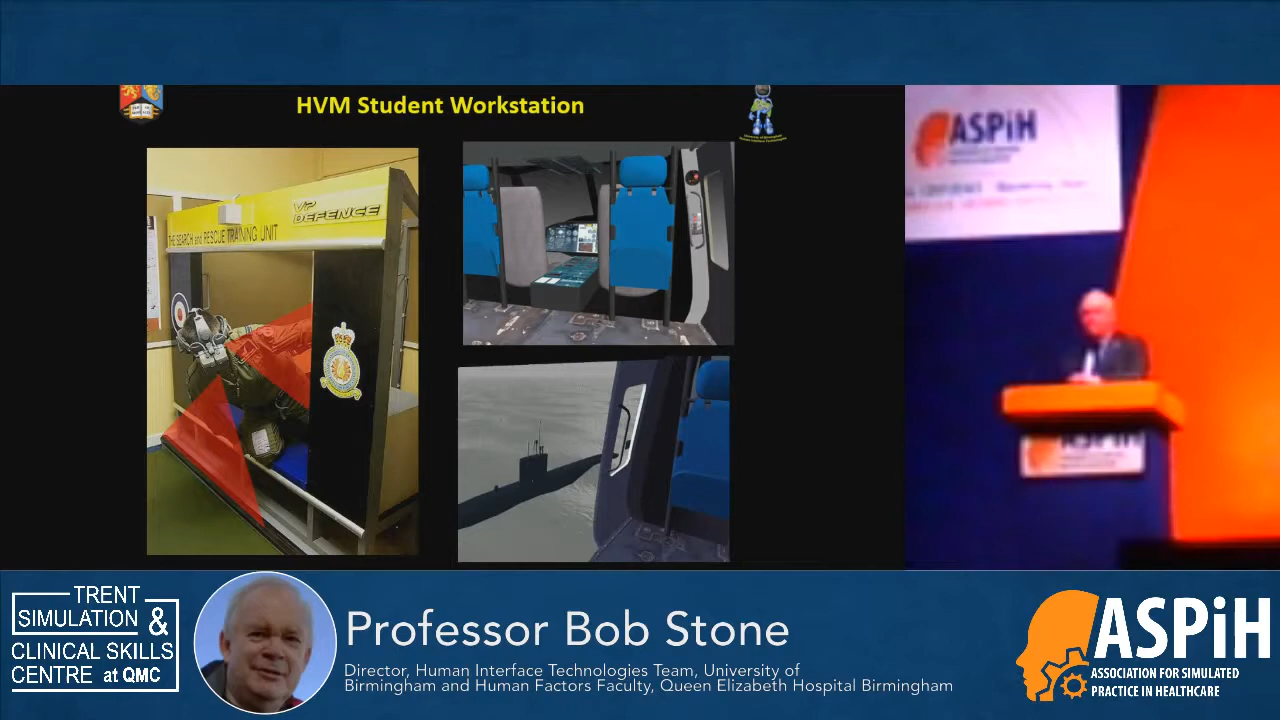 HVM Student Workstation
VP
DEFENCE
THE SEARCH and RESCUE TRAINING UNIT
ASPiH
ASPiH
TRENT
SIMULATION &
CLINICAL SKILLS
CENTRE at QMC
Professor Bob Stone
Director, Human Interface Technologies Team, University of
Birmingham and Human Factors Faculty, Queen Elizabeth Hospital Birmingham
ASPiH
ASSOCIATION FOR SIMULATED
PRACTICE IN HEALTHCARE